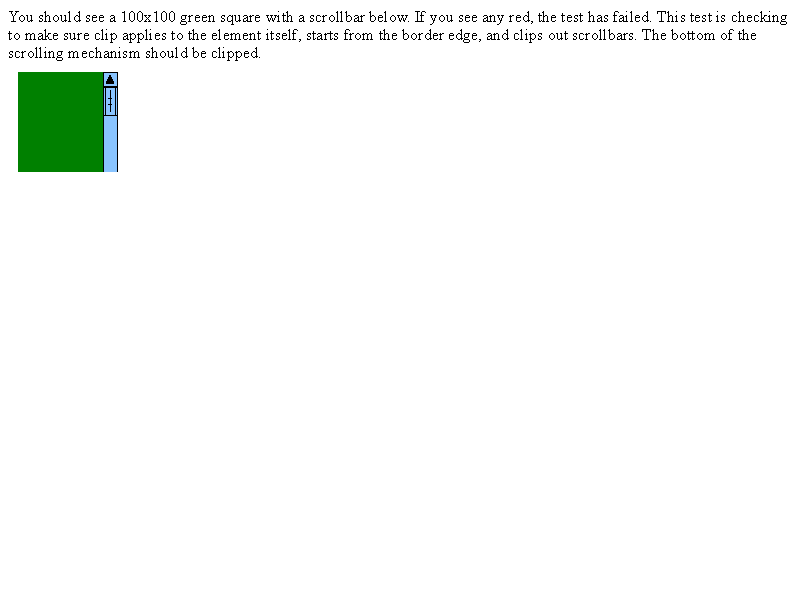 You should see a 100x100 green square with a scrollbar below. If you see any red, the test has failed. This test is checking
to make sure clip applies to the element itself, starts from the border edge, and clips out scrollbars. The bottom of the
scrolling mechanism should be clipped.